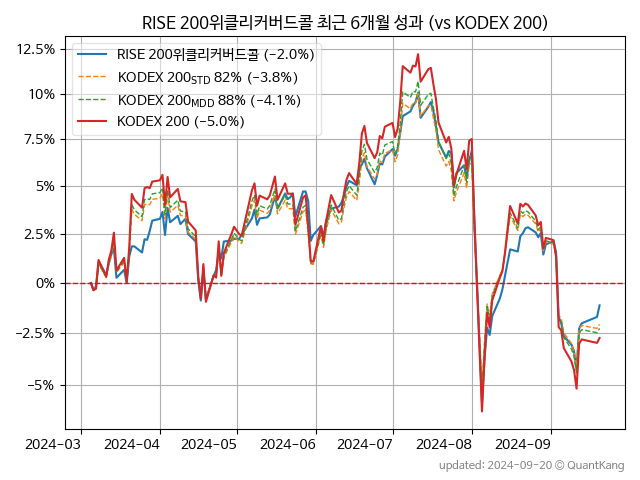 RISE 200위클리커버드콜 최근 6개월 성과 (vs KODEX 200)
12.5%
10%
7.5%
5%
2.5%
0%
−2.5%
−5%
RISE 200위클리커버드콜 (−2.0%)
KODEX 200STD 82% (−3.8%)
KODEX 200MDD 88% (−4.1%)
KODEX 200 (−5.0%)
2024-03 2024-04 2024-05 2024-06 2024-07 2024-08 2024-09
updated: 2024-09-20 © QuantKang